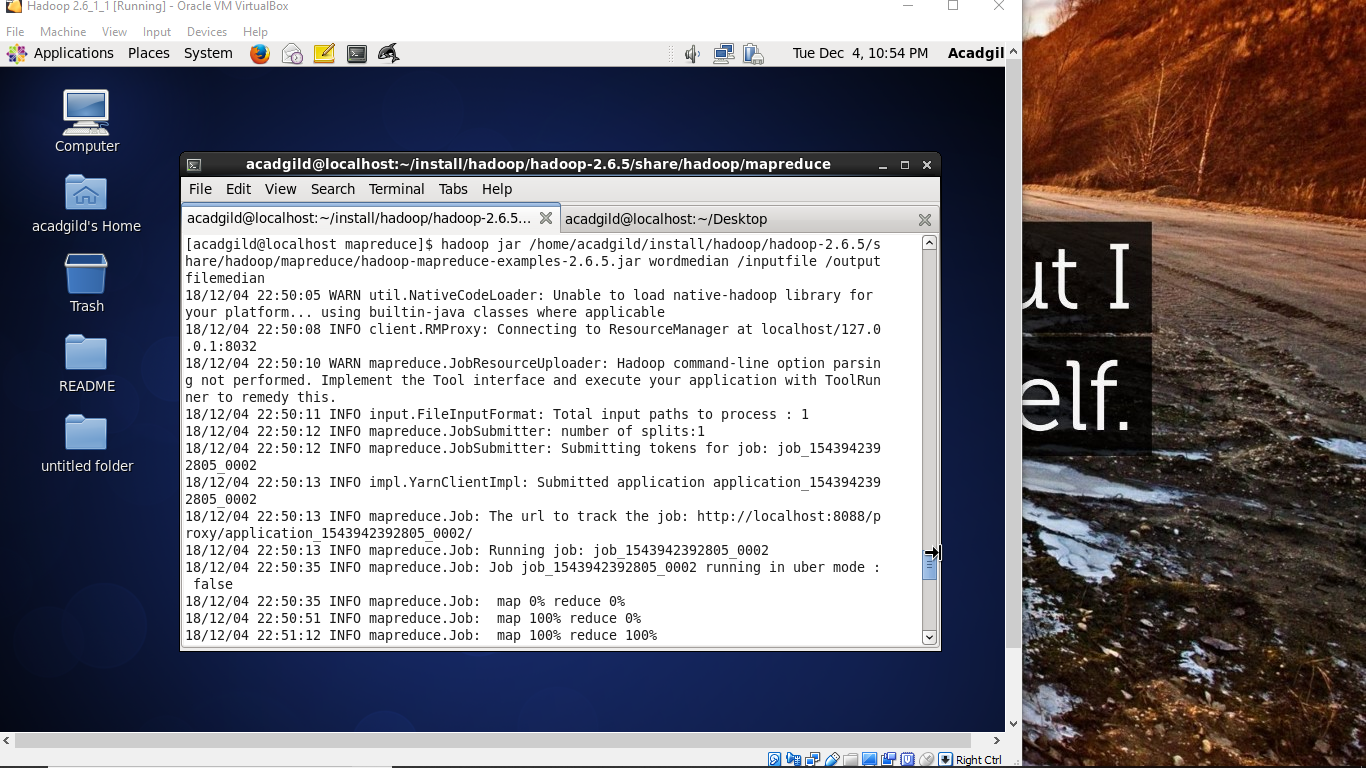 Hadoop 2.6_1_1 [Running] - Oracle VM VirtualBox
File Machine View Input Devices Help
Applications Places System Tue Dec 4, 10:54 PM Acadgil
Computer
acadgild's Home
Trash
README
untitled folder
acadgild@localhost:~/install/hadoop/hadoop-2.6.5/share/hadoop/mapreduce
File Edit View Search Terminal Tabs Help
acadgild@localhost:~/install/hadoop/hadoop-2.6.5... acadgild@localhost:~/Desktop
[acadgild@localhost mapreduce]$ hadoop jar /home/acadgild/install/hadoop/hadoop-2.6.5/s
hare/hadoop/mapreduce/hadoop-mapreduce-examples-2.6.5.jar wordmedian /inputfile /output
filemedian
18/12/04 22:50:05 WARN util.NativeCodeLoader: Unable to load native-hadoop library for
your platform... using builtin-java classes where applicable
18/12/04 22:50:08 INFO client.RMProxy: Connecting to ResourceManager at localhost/127.0
.0.1:8032
18/12/04 22:50:10 WARN mapreduce.JobResourceUploader: Hadoop command-line option parsin
g not performed. Implement the Tool interface and execute your application with ToolRun
ner to remedy this.
18/12/04 22:50:11 INFO input.FileInputFormat: Total input paths to process : 1
18/12/04 22:50:12 INFO mapreduce.JobSubmitter: number of splits:1
18/12/04 22:50:12 INFO mapreduce.JobSubmitter: Submitting tokens for job: job_154394239
2805_0002
18/12/04 22:50:13 INFO impl.YarnClientImpl: Submitted application application_154394239
2805_0002
18/12/04 22:50:13 INFO mapreduce.Job: The url to track the job: http://localhost:8088/p
roxy/application_1543942392805_0002/
18/12/04 22:50:13 INFO mapreduce.Job: Running job: job_1543942392805_0002
18/12/04 22:50:35 INFO mapreduce.Job: Job job_1543942392805_0002 running in uber mode :
false
18/12/04 22:50:35 INFO mapreduce.Job: map 0% reduce 0%
18/12/04 22:50:51 INFO mapreduce.Job: map 100% reduce 0%
18/12/04 22:51:12 INFO mapreduce.Job: map 100% reduce 100%
ut I
elf.
Right Ctrl